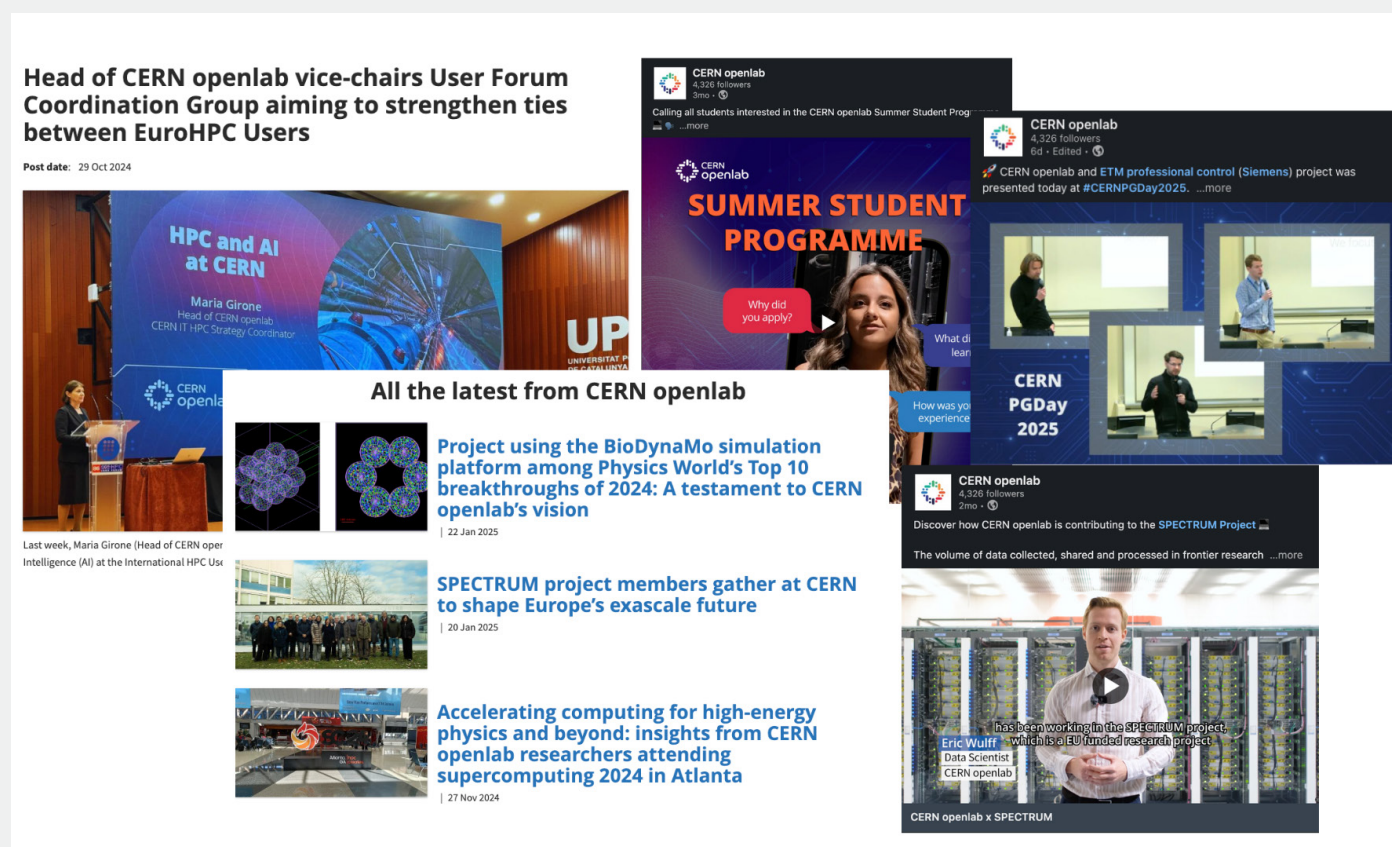 Head of CERN openlab vice-chairs User Forum
Coordination Group aiming to strengthen ties
between EuroHPC Users
Post date: 29 Oct 2024
HPC and AI
at CERN
Maria Girone
Head of CERN openlab
CERN IT HPC Strategy Coordinator
CERN
openla
UP
UNIVERSITAT P
DE CATALUNYA
Last week, Maria Girone (Head of CERN oper
Intelligence (AI) at the International HPC Use
All the latest from CERN openlab
Project using the BioDynaMo simulation
platform among Physics World's Top 10
breakthroughs of 2024: A testament to CERN
openlab's vision
| 22 Jan 2025
SPECTRUM project members gather at CERN
to shape Europe's exascale future
| 20 Jan 2025
Accelerating computing for high-energy
physics and beyond: insights from CERN
openlab researchers attending
supercomputing 2024 in Atlanta
| 27 Nov 2024
CERN openlab
4,326 followers
3mo •
Calling all students interested in the CERN openlab Summer Student Programme
...more
CERN
openlab
SUMMER STUDENT
PROGRAMME
Why did
you apply?
What di
lear
How was yo
experience
CERN openlab
4,326 followers
6d • Edited •
🚀 CERN openlab and ETM professional control (Siemens) project was
presented today at #CERNPGDay2025. ...more
CERN
PGDay
2025
CERN openlab
4,326 followers
2mo •
Discover how CERN openlab is contributing to the SPECTRUM Project 💻
The volume of data collected, shared and processed in frontier research ...more
has been working in the SPECTRUM project,
which is a EU funded research project
Eric Wulff
Data Scientist
CERN openlab
CERN openlab x SPECTRUM